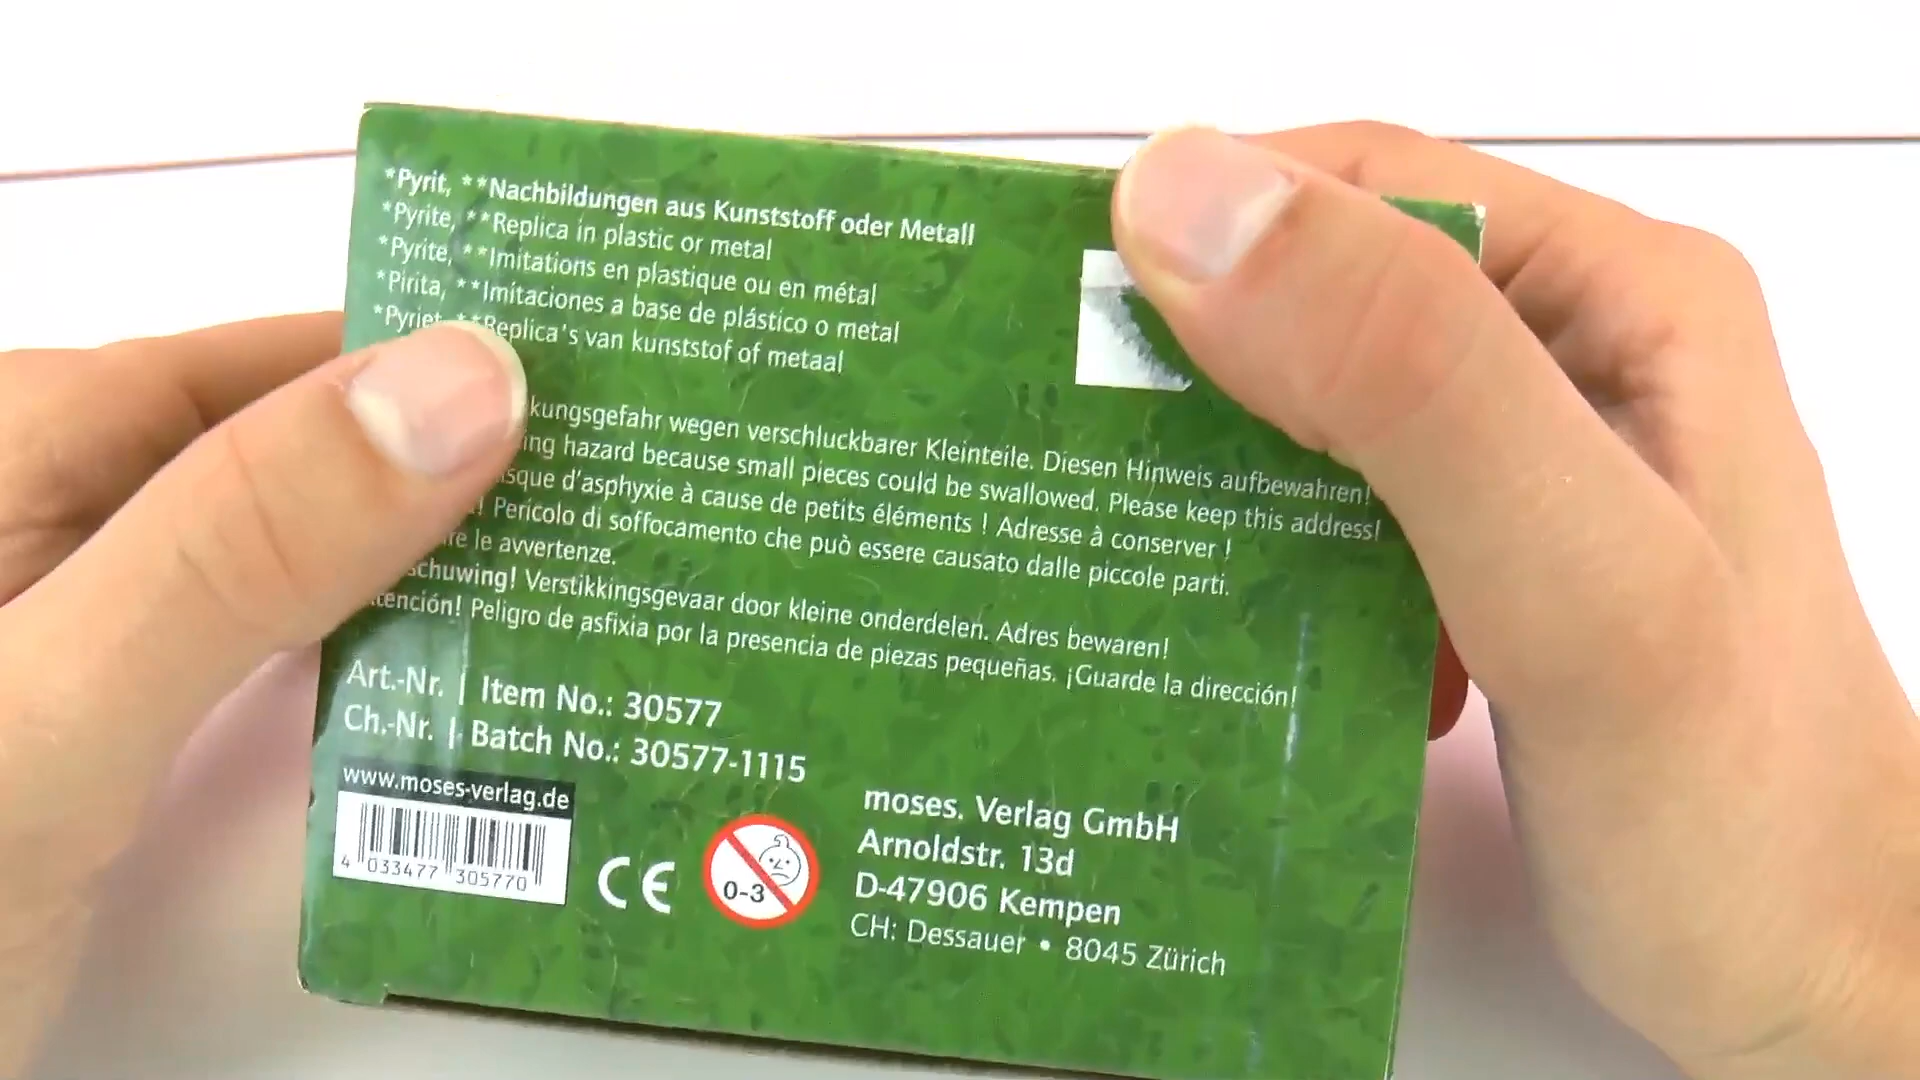 *Pyrit, **Nachbildungen aus Kunststoff oder Metall
*Pyrite, **Replica in plastic or metal
*Pyrite, **Imitations en plastique ou en métal
*Pirita, **Imitaciones a base de plástico o metal
*Pyriet, **Replica's van kunststof of metaal
wegen verschluckbarer Kleinteile. Diesen Hinweis aufbewahren!
hazard because small pieces could be swallowed. Please keep this address!
d'asphyxie à cause de petits éléments ! Adresse à conserver !
Pericolo di soffocamento che può essere causato dalle piccole parti.
le avvertenze.
Verstikkingsgevaar door kleine onderdelen. Adres bewaren!
Peligro de asfixia por la presencia de piezas pequeñas. ¡Guarde la dirección!
Art.-Nr. | Item No.: 30577
Ch.-Nr. | Batch No.: 30577-1115
www.moses-verlag.de
4 033477 305770
CE
0-3
moses. Verlag GmbH
Arnoldstr. 13d
D-47906 Kempen
CH: Dessauer • 8045 Zürich